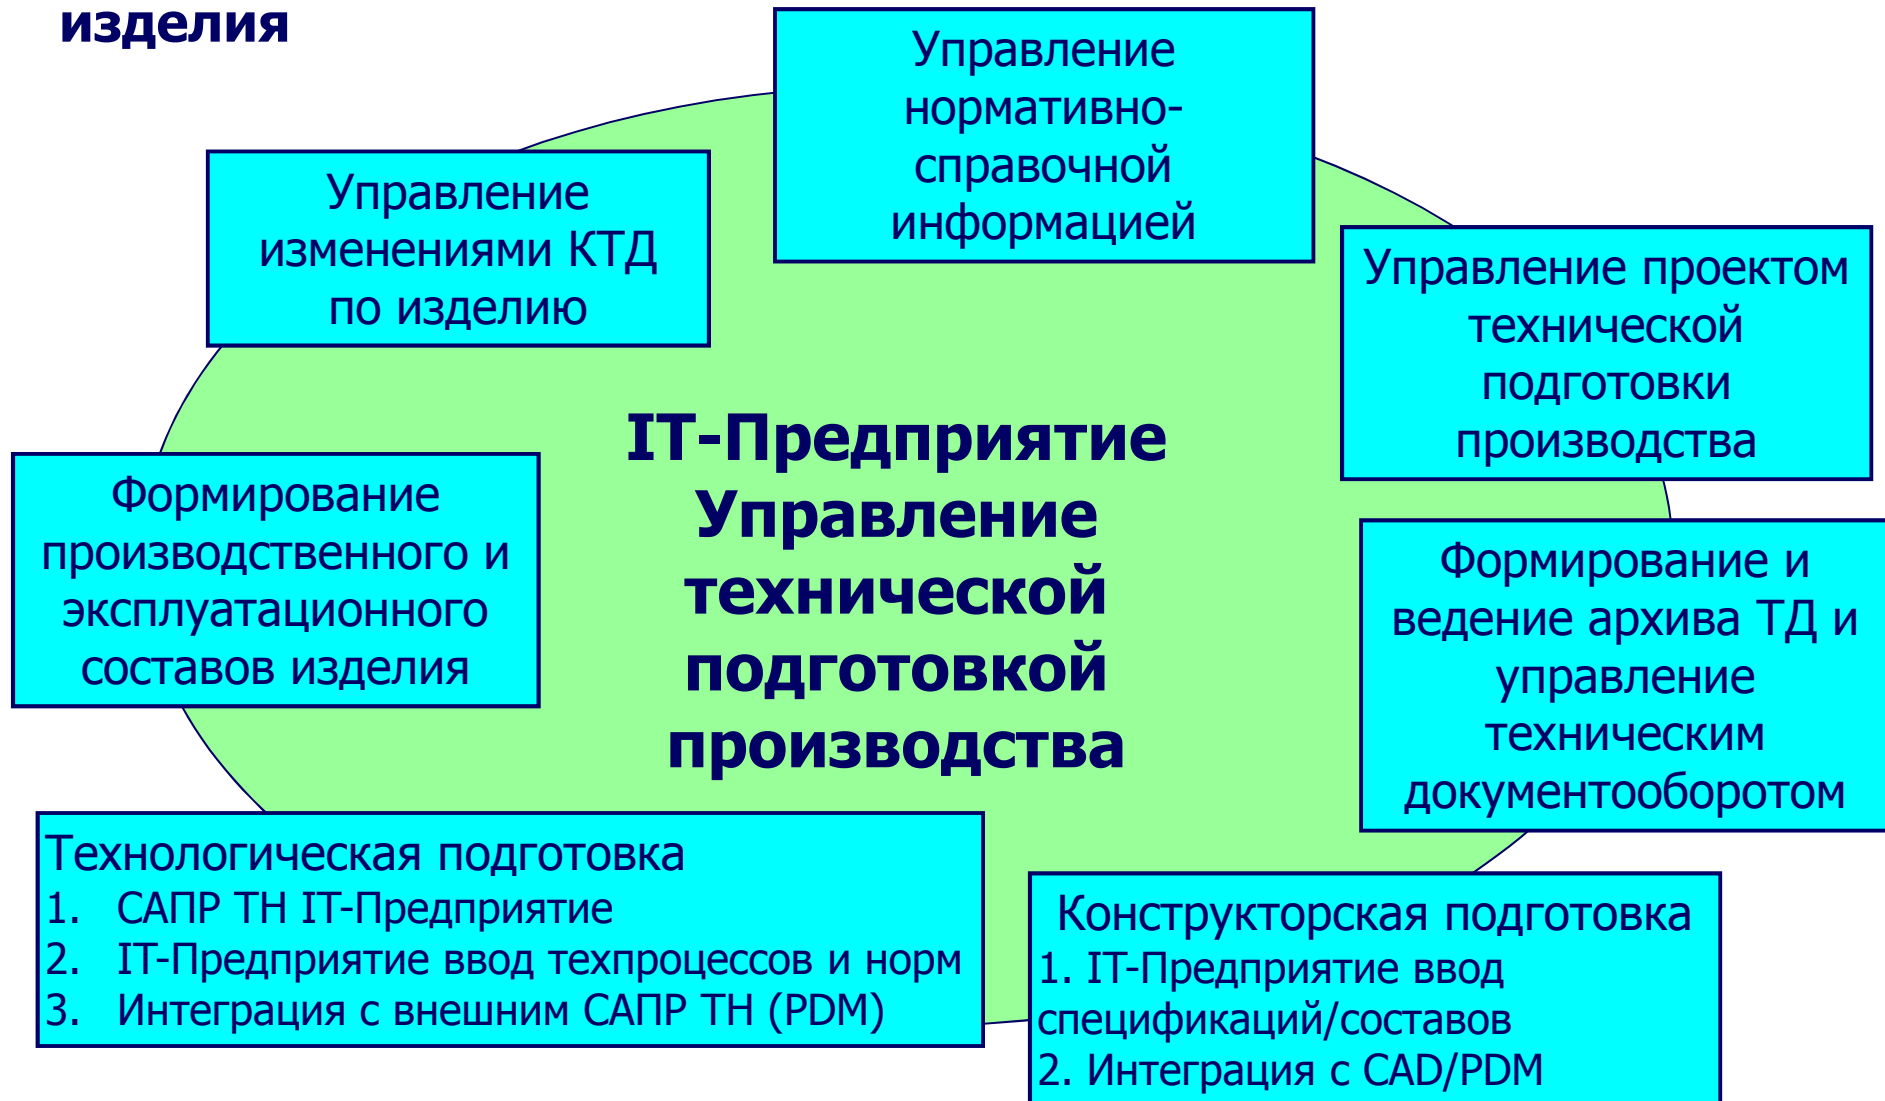 изделия
Управление
нормативно-
справочной
информацией
Управление
изменениями КТД
по изделию
Управление проектом
технической
подготовки
производства
IT-Предприятие
Управление
технической
подготовкой
производства
Формирование
производственного и
эксплуатационного
составов изделия
Формирование и
ведение архива ТД и
управление
техническим
документооборотом
Технологическая подготовка
1. САПР ТН IT-Предприятие
2. IT-Предприятие ввод техпроцессов и норм
3. Интеграция с внешним САПР ТН (PDM)
Конструкторская подготовка
1. IT-Предприятие ввод
спецификаций/составов
2. Интеграция с CAD/PDM